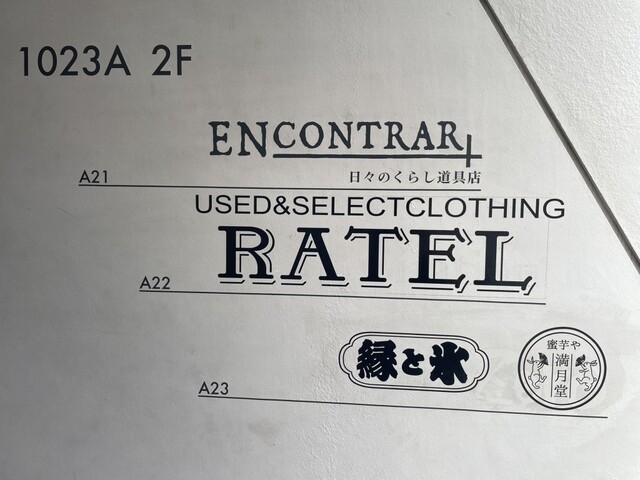 1023A 2F
ENCONTRAR
A21 日々のくらし道具店
USED&SELECTCLOTHING
RATEL
A22
縁と氷
蜜芋や
満月堂
A23